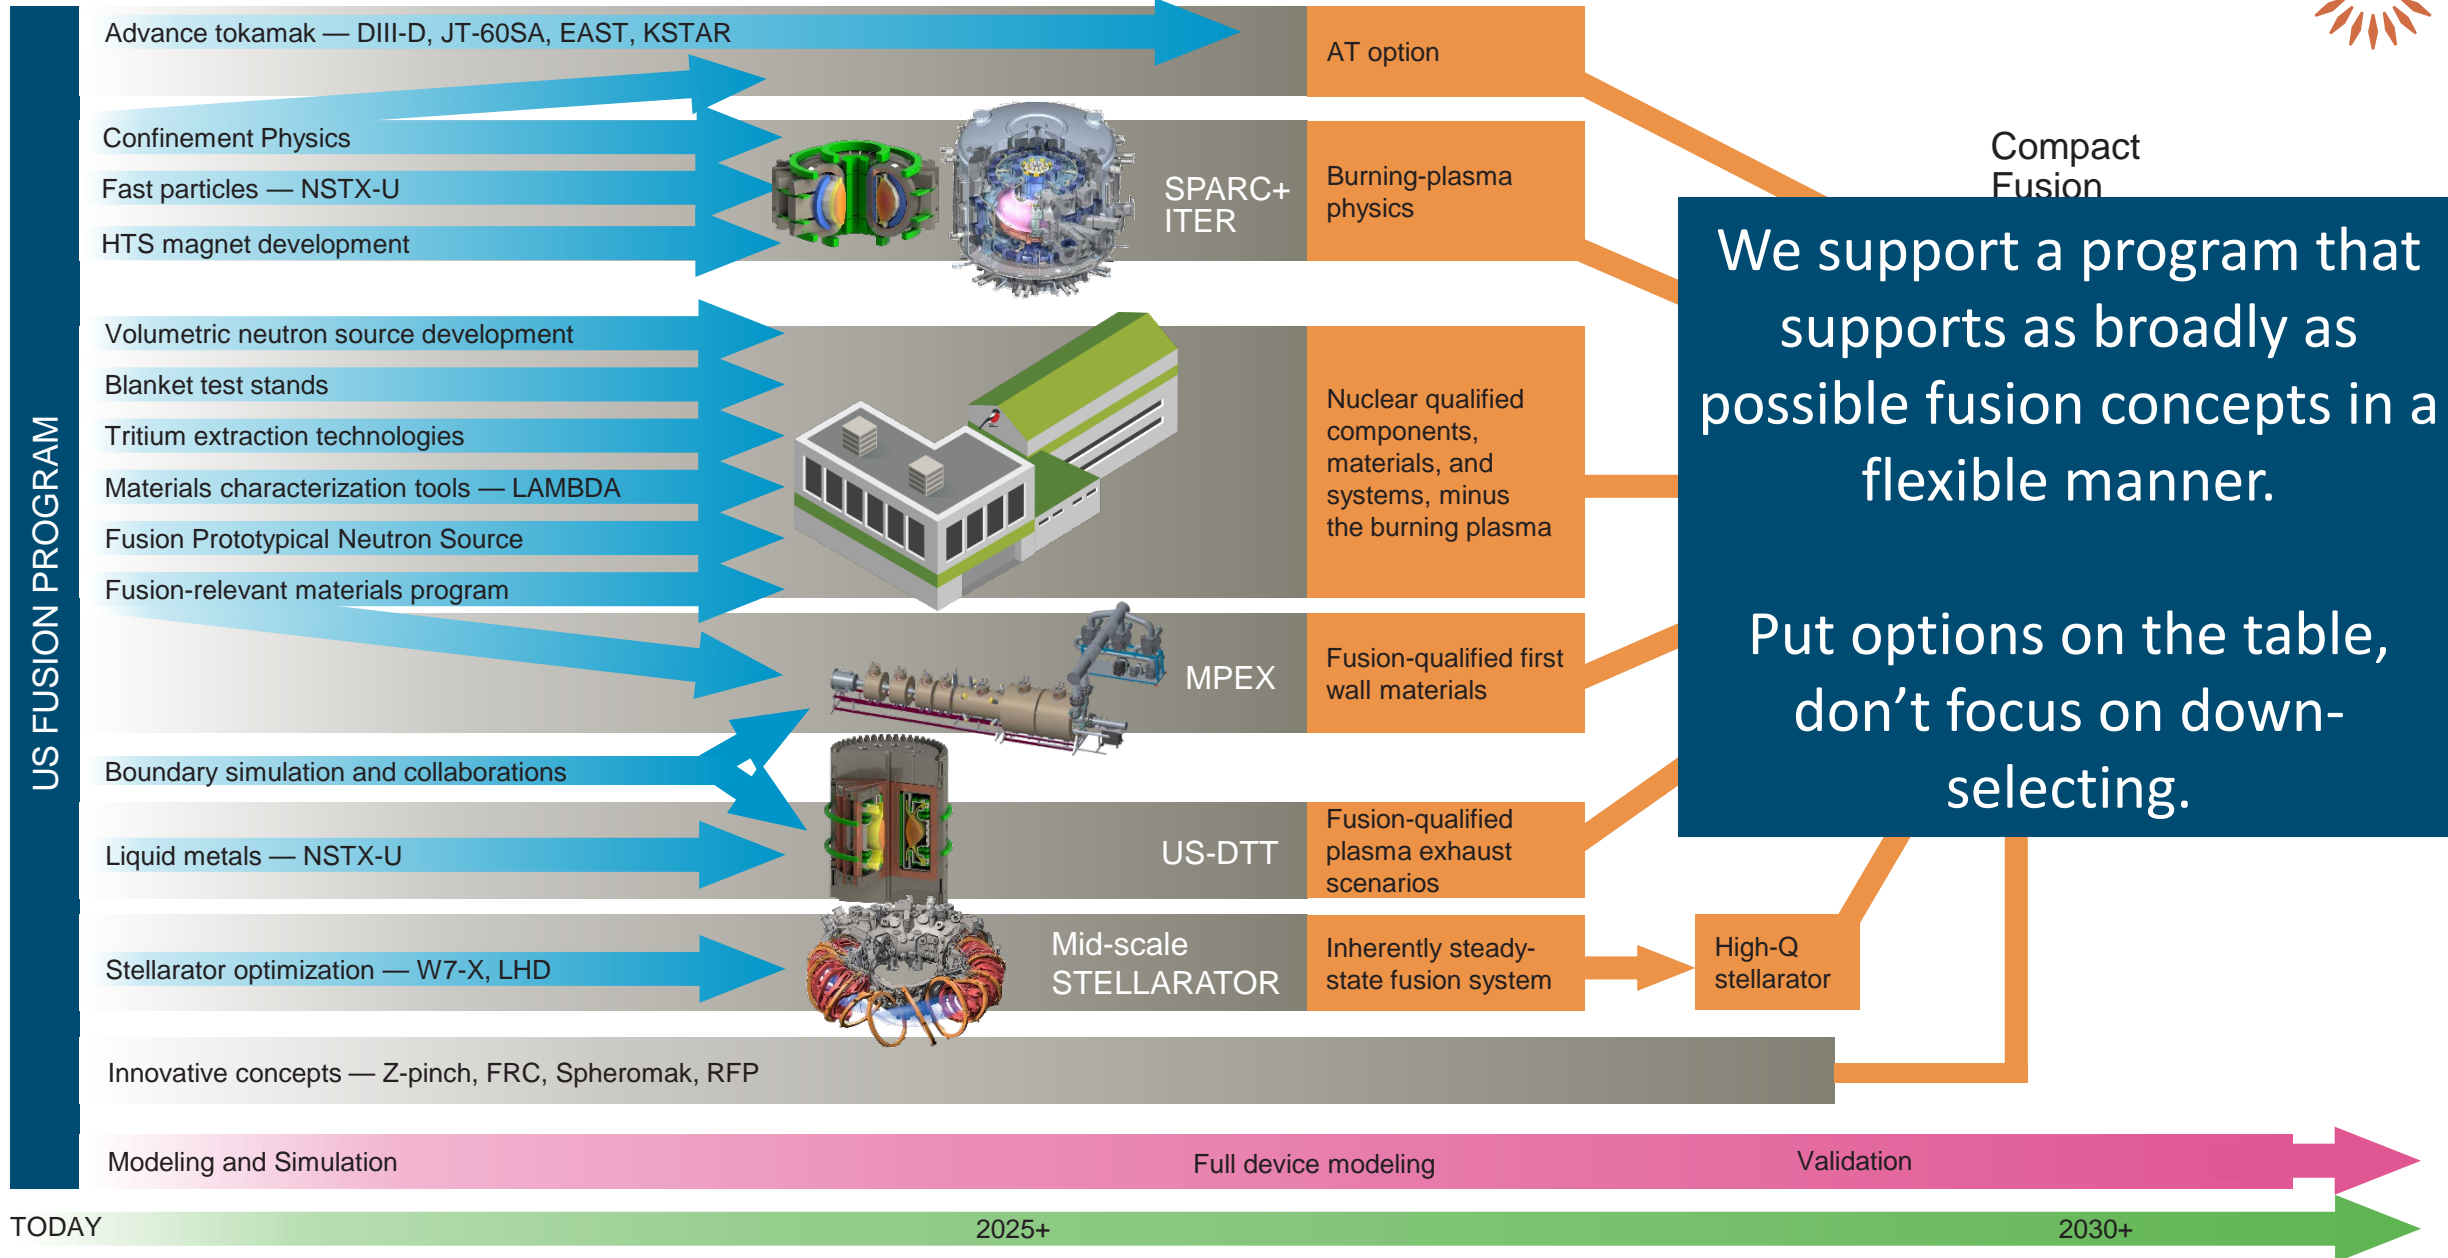 US FUSION PROGRAM
Advance tokamak — DIII-D, JT-60SA, EAST, KSTAR
AT option
Confinement Physics
Fast particles — NSTX-U
HTS magnet development
SPARC+
ITER
Burning-plasma
physics
Compact
Fusion
We support a program that
supports as broadly as
possible fusion concepts in a
flexible manner.
Put options on the table,
don’t focus on down-
selecting.
Volumetric neutron source development
Blanket test stands
Tritium extraction technologies
Materials characterization tools — LAMBDA
Fusion Prototypical Neutron Source
Fusion-relevant materials program
Nuclear qualified
components,
materials, and
systems, minus
the burning plasma
MPEX
Fusion-qualified first
wall materials
Boundary simulation and collaborations
Liquid metals — NSTX-U
US-DTT
Fusion-qualified
plasma exhaust
scenarios
Stellarator optimization — W7-X, LHD
Mid-scale
STELLARATOR
Inherently steady-
state fusion system
High-Q
stellarator
Innovative concepts — Z-pinch, FRC, Spheromak, RFP
Modeling and Simulation
Full device modeling
Validation
TODAY
2025+
2030+